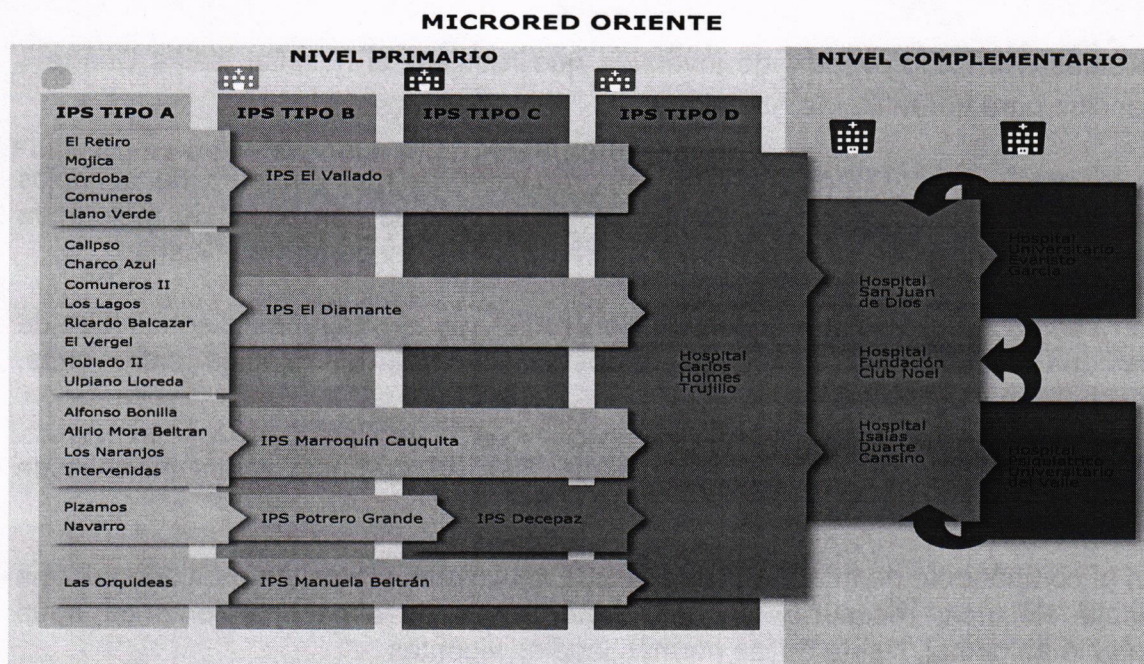 MICRORED ORIENTE
NIVEL PRIMARIO
NIVEL COMPLEMENTARIO
IPS TIPO A
IPS TIPO B
IPS TIPO C
IPS TIPO D
El Retiro
Mojica
Cordoba
Comuneros
Llano Verde
IPS El Vallado
Calipso
Charco Azul
Comuneros II
Los Lagos
Ricardo Balcazar
El Vergel
Poblado II
Ulpiano Lloreda
IPS El Diamante
Alfonso Bonilla
Alirio Mora Beltran
Los Naranjos
Intervenidas
IPS Marroquín Cauquita
Pizamos
Navarro
IPS Potrero Grande
IPS Decepaz
Las Orquideas
IPS Manuela Beltrán
Hospital
Carlos
Holmes
Trujillo
Hospital
San Juan
de Dios
Hospital
Fundación
Club Noel
Hospital
Isaias
Duarte
Cansino
Hospital
Universitario
Evaristo
García
Hospital
Psiquiatrico
Universitario
del Valle